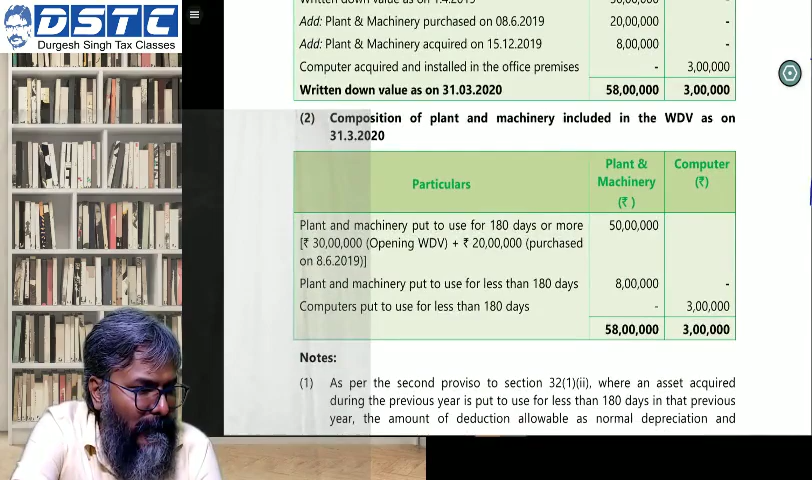 DSTC
Durgesh Singh Tax Classes
Add: Plant & Machinery purchased on 08.6.2019 20,00,000 -
Add: Plant & Machinery acquired on 15.12.2019 8,00,000 -
Computer acquired and installed in the office premises - 3,00,000
Written down value as on 31.03.2020 58,00,000 3,00,000
(2) Composition of plant and machinery included in the WDV as on
31.3.2020
Particulars Plant & Machinery (₹ ) Computer (₹)
Plant and machinery put to use for 180 days or more 50,00,000
[₹ 30,00,000 (Opening WDV) + ₹ 20,00,000 (purchased
on 8.6.2019)]
Plant and machinery put to use for less than 180 days 8,00,000 -
Computers put to use for less than 180 days - 3,00,000
58,00,000 3,00,000
Notes:
(1) As per the second proviso to section 32(1)(ii), where an asset acquired
during the previous year is put to use for less than 180 days in that previous
year, the amount of deduction allowable as normal depreciation and